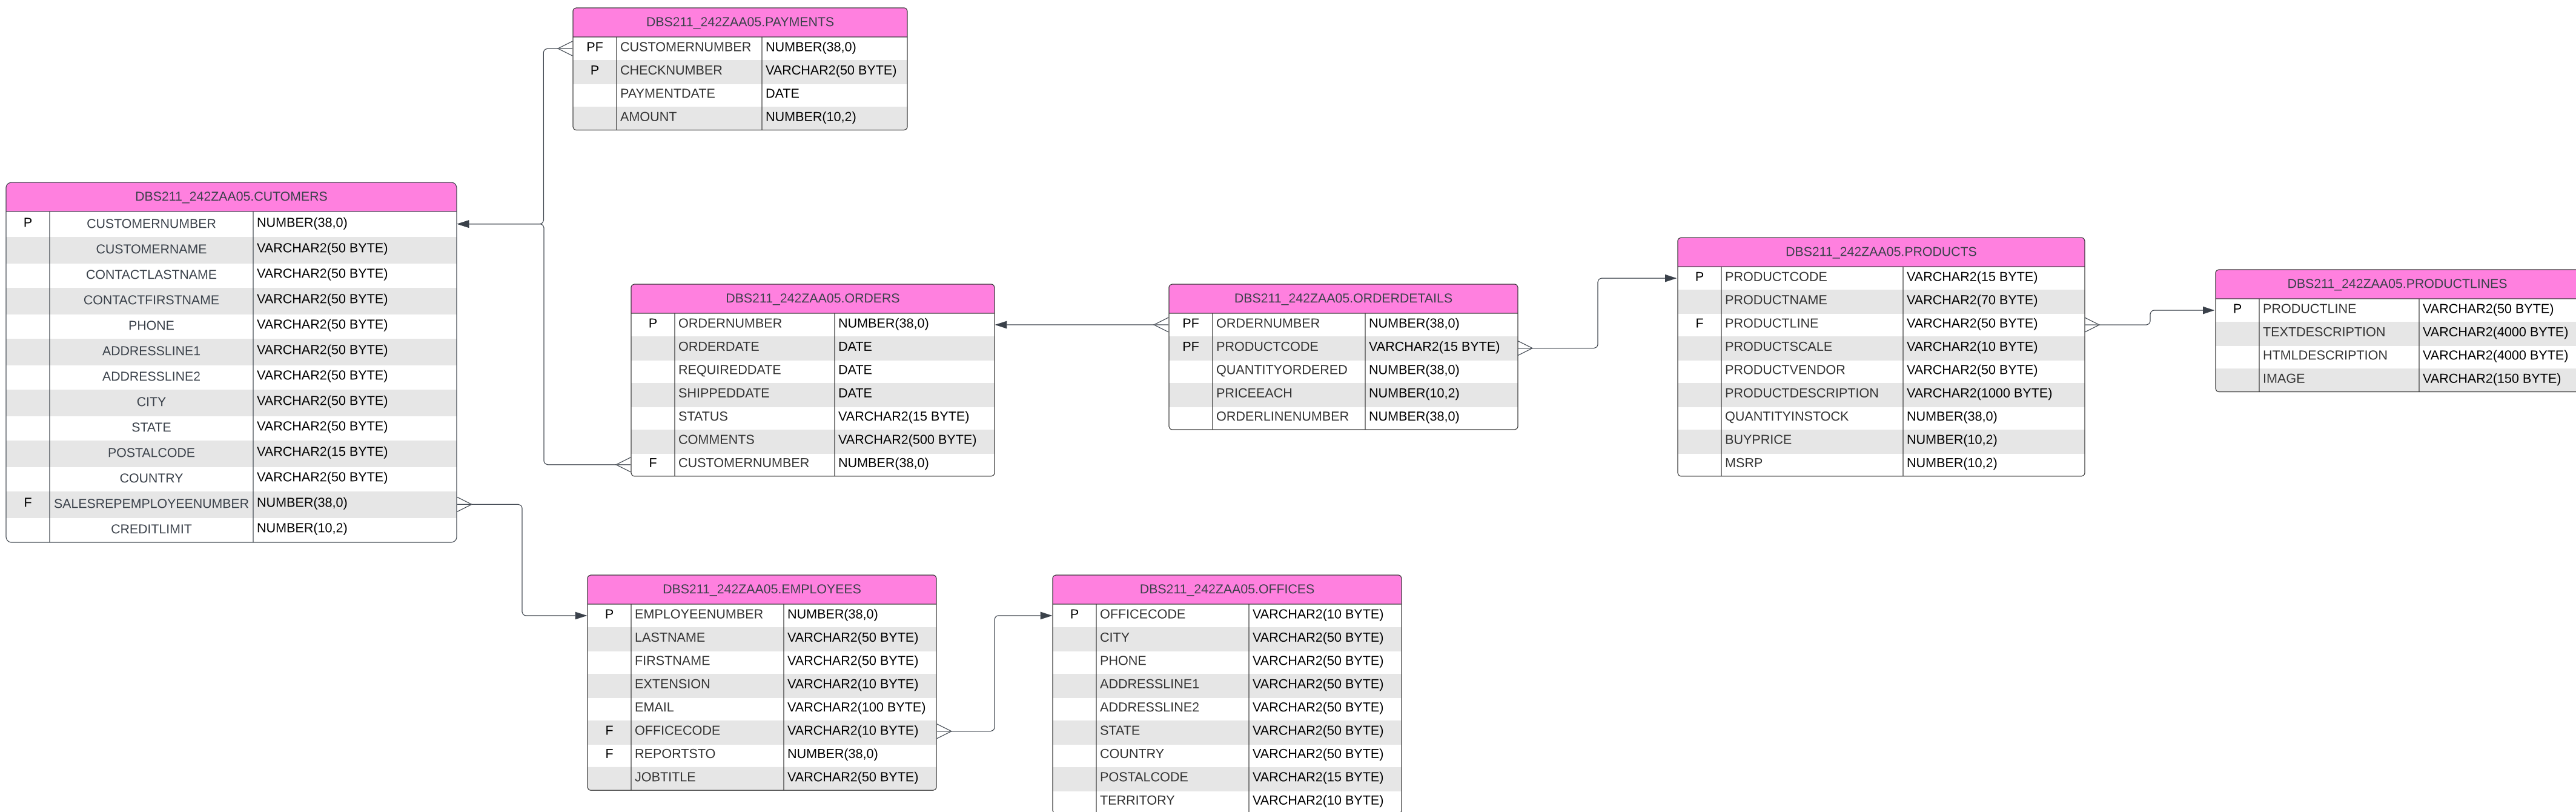 DBS211_242ZAA05.PAYMENTS
PF CUSTOMERNUMBER NUMBER(38,0)
P CHECKNUMBER VARCHAR2(50 BYTE)
PAYMENTDATE DATE
AMOUNT NUMBER(10,2)
DBS211_242ZAA05.CUTOMERS
P CUSTOMERNUMBER NUMBER(38,0)
CUSTOMERNAME VARCHAR2(50 BYTE)
CONTACTLASTNAME VARCHAR2(50 BYTE)
CONTACTFIRSTNAME VARCHAR2(50 BYTE)
PHONE VARCHAR2(50 BYTE)
ADDRESSLINE1 VARCHAR2(50 BYTE)
ADDRESSLINE2 VARCHAR2(50 BYTE)
CITY VARCHAR2(50 BYTE)
STATE VARCHAR2(50 BYTE)
POSTALCODE VARCHAR2(15 BYTE)
COUNTRY VARCHAR2(50 BYTE)
F SALESREPEMPLOYEENUMBER NUMBER(38,0)
CREDITLIMIT NUMBER(10,2)
DBS211_242ZAA05.ORDERS
P ORDERNUMBER NUMBER(38,0)
ORDERDATE DATE
REQUIREDDATE DATE
SHIPPEDDATE DATE
STATUS VARCHAR2(15 BYTE)
COMMENTS VARCHAR2(500 BYTE)
F CUSTOMERNUMBER NUMBER(38,0)
DBS211_242ZAA05.ORDERDETAILS
PF ORDERNUMBER NUMBER(38,0)
PF PRODUCTCODE VARCHAR2(15 BYTE)
QUANTITYORDERED NUMBER(38,0)
PRICEEACH NUMBER(10,2)
ORDERLINENUMBER NUMBER(38,0)
DBS211_242ZAA05.PRODUCTS
P PRODUCTCODE VARCHAR2(15 BYTE)
PRODUCTNAME VARCHAR2(70 BYTE)
F PRODUCTLINE VARCHAR2(50 BYTE)
PRODUCTSCALE VARCHAR2(10 BYTE)
PRODUCTVENDOR VARCHAR2(50 BYTE)
PRODUCTDESCRIPTION VARCHAR2(1000 BYTE)
QUANTITYINSTOCK NUMBER(38,0)
BUYPRICE NUMBER(10,2)
MSRP NUMBER(10,2)
DBS211_242ZAA05.PRODUCTLINES
P PRODUCTLINE VARCHAR2(50 BYTE)
TEXTDESCRIPTION VARCHAR2(4000 BYTE)
HTMLDESCRIPTION VARCHAR2(4000 BYTE)
IMAGE VARCHAR2(150 BYTE)
DBS211_242ZAA05.EMPLOYEES
P EMPLOYEENUMBER NUMBER(38,0)
LASTNAME VARCHAR2(50 BYTE)
FIRSTNAME VARCHAR2(50 BYTE)
EXTENSION VARCHAR2(10 BYTE)
EMAIL VARCHAR2(100 BYTE)
F OFFICECODE VARCHAR2(10 BYTE)
F REPORTSTO NUMBER(38,0)
JOBTITLE VARCHAR2(50 BYTE)
DBS211_242ZAA05.OFFICES
P OFFICECODE VARCHAR2(10 BYTE)
CITY VARCHAR2(50 BYTE)
PHONE VARCHAR2(50 BYTE)
ADDRESSLINE1 VARCHAR2(50 BYTE)
ADDRESSLINE2 VARCHAR2(50 BYTE)
STATE VARCHAR2(50 BYTE)
COUNTRY VARCHAR2(50 BYTE)
POSTALCODE VARCHAR2(15 BYTE)
TERRITORY VARCHAR2(10 BYTE)